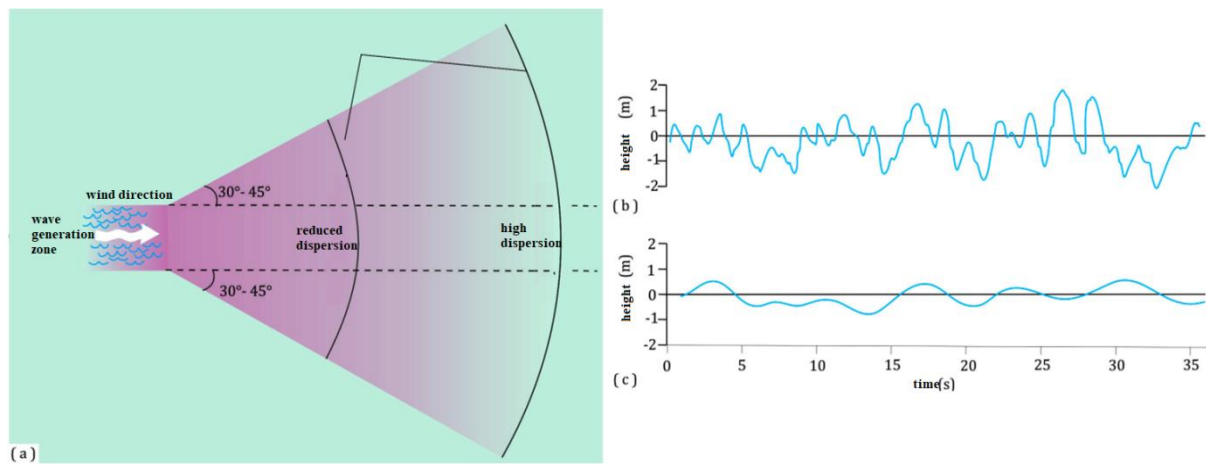 wind direction
30°- 45°
wave
generation
zone
reduced
dispersion
high
dispersion
30°- 45°
(a)
height (m)
2
1
0
-1
-2
(b)
height (m)
2
1
0
-1
-2
0 5 10 15 20 25 30 35
time(s)
(c)